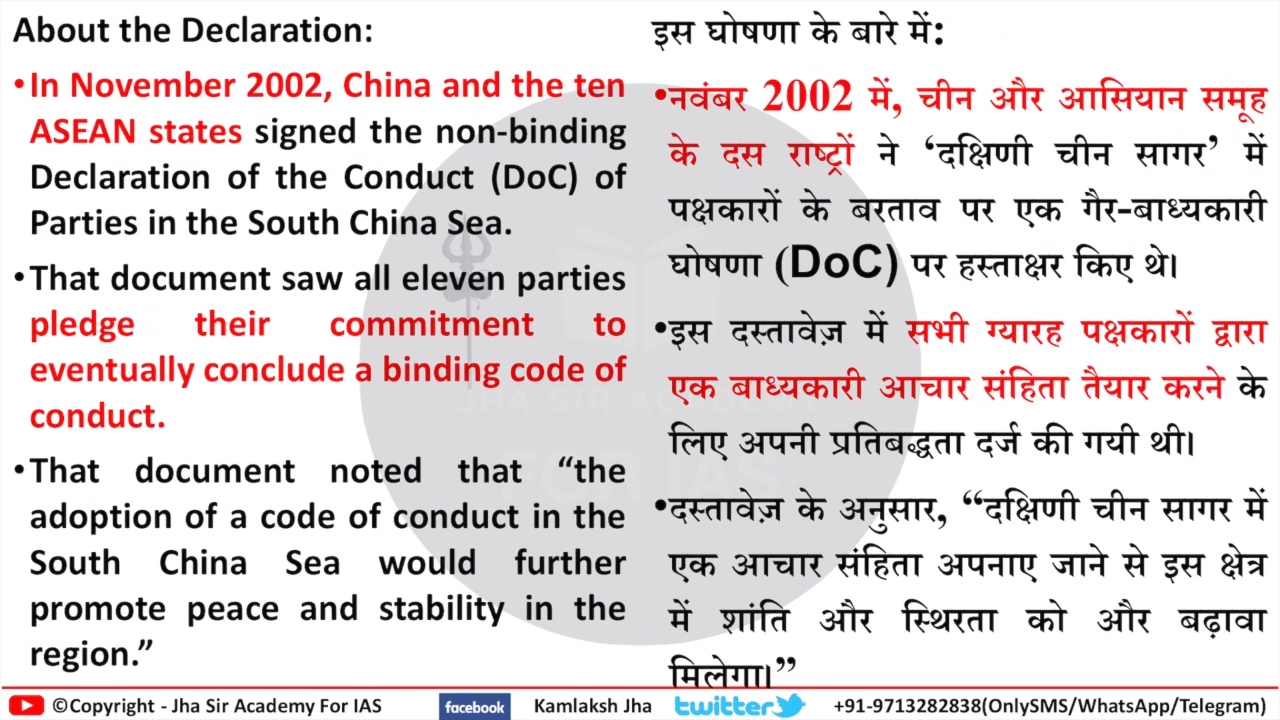 About the Declaration:
•In November 2002, China and the ten
ASEAN states signed the non-binding
Declaration of the Conduct (DoC) of
Parties in the South China Sea.
•That document saw all eleven parties
pledge their commitment to
eventually conclude a binding code of
conduct.
•That document noted that “the
adoption of a code of conduct in the
South China Sea would further
promote peace and stability in the
region.”
इस घोषणा के बारे में:
•नवंबर 2002 में, चीन और आसियान समूह
के दस राष्ट्रों ने ‘दक्षिणी चीन सागर’ में
पक्षकारों के बरताव पर एक गैर-बाध्यकारी
घोषणा (DoC) पर हस्ताक्षर किए थे।
•इस दस्तावेज़ में सभी ग्यारह पक्षकारों द्वारा
एक बाध्यकारी आचार संहिता तैयार करने के
लिए अपनी प्रतिबद्धता दर्ज की गयी थी।
•दस्तावेज़ के अनुसार, “दक्षिणी चीन सागर में
एक आचार संहिता अपनाए जाने से इस क्षेत्र
में शांति और स्थिरता को और बढ़ावा
मिलेगा।”
JHA SIR ACADEMY
FOR IAS
©Copyright - Jha Sir Academy For IAS
facebook
Kamlaksh Jha
twitter
+91-9713282838(OnlySMS/WhatsApp/Telegram)